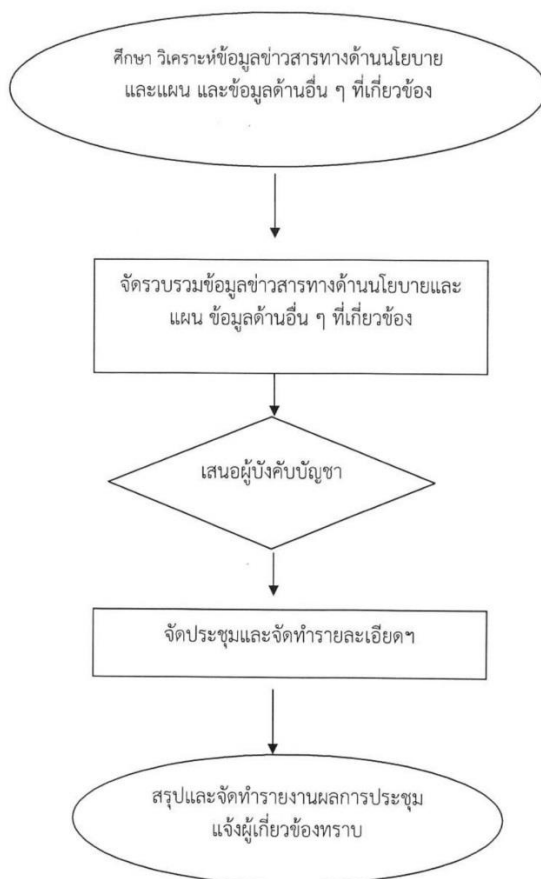 ศึกษา วิเคราะห์ข้อมูลข่าวสารทางด้านนโยบาย
และแผน และข้อมูลด้านอื่น ๆ ที่เกี่ยวข้อง
จัดรวบรวมข้อมูลข่าวสารทางด้านนโยบายและ
แผน ข้อมูลด้านอื่น ๆ ที่เกี่ยวข้อง
เสนอผู้บังคับบัญชา
จัดประชุมและจัดทำรายละเอียดฯ
สรุปและจัดทำรายงานผลการประชุม
แจ้งผู้เกี่ยวข้องทราบ